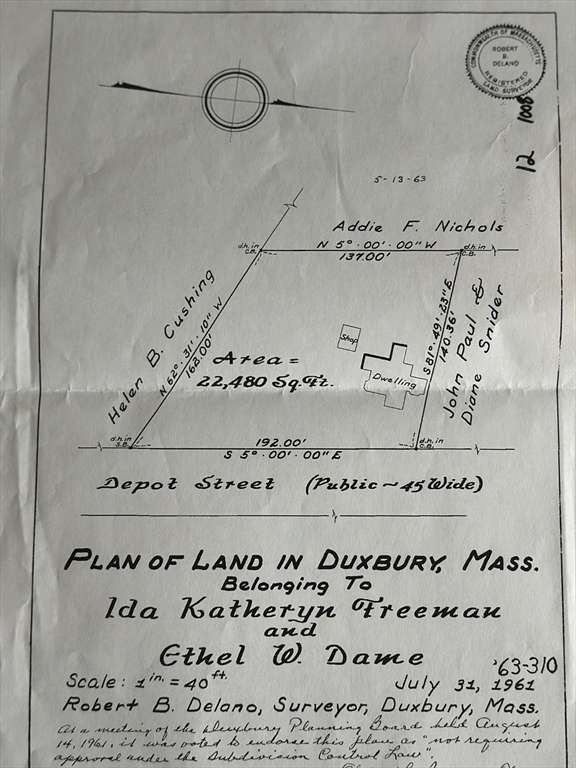 COMMONWEALTH OF MASSACHUSETTS
ROBERT
B.
DELANO
REGISTERED
LAND SURVEYOR
12 1008
5-13-63
Addie F. Nichols
d.h. in
C.B.
N 5°·00'·00" W
137.00'
d.h. in
C.B.
Helen B. Cushing
N 62°·31'·10" W
162.00'
S 81°·49'·23" E
140.36'
John Paul &
Diane Snider
Shop
Dwelling
Area =
22,480 Sq.Ft.
d.h. in
S.B.
192.00'
S 5°·00'·00" E
d.h. in
C.B.
Depot Street (Public ~ 45 Wide)
PLAN OF LAND IN DUXBURY, MASS.
Belonging To
Ida Katheryn Freeman
and
Ethel W. Dame
'63-310
Scale: 1 in. = 40 ft.
July 31, 1961
Robert B. Delano, Surveyor, Duxbury, Mass.
At a meeting of the Duxbury Planning Board held August
14, 1961, it was voted to endorse this plan as "not requiring
approval under the Subdivision Control Law".